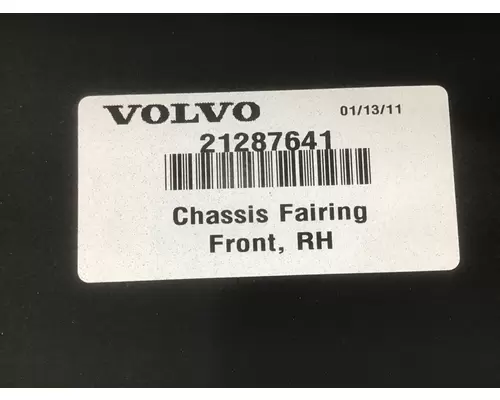 VOLVO 01/13/11
21287641
Chassis Fairing
Front, RH